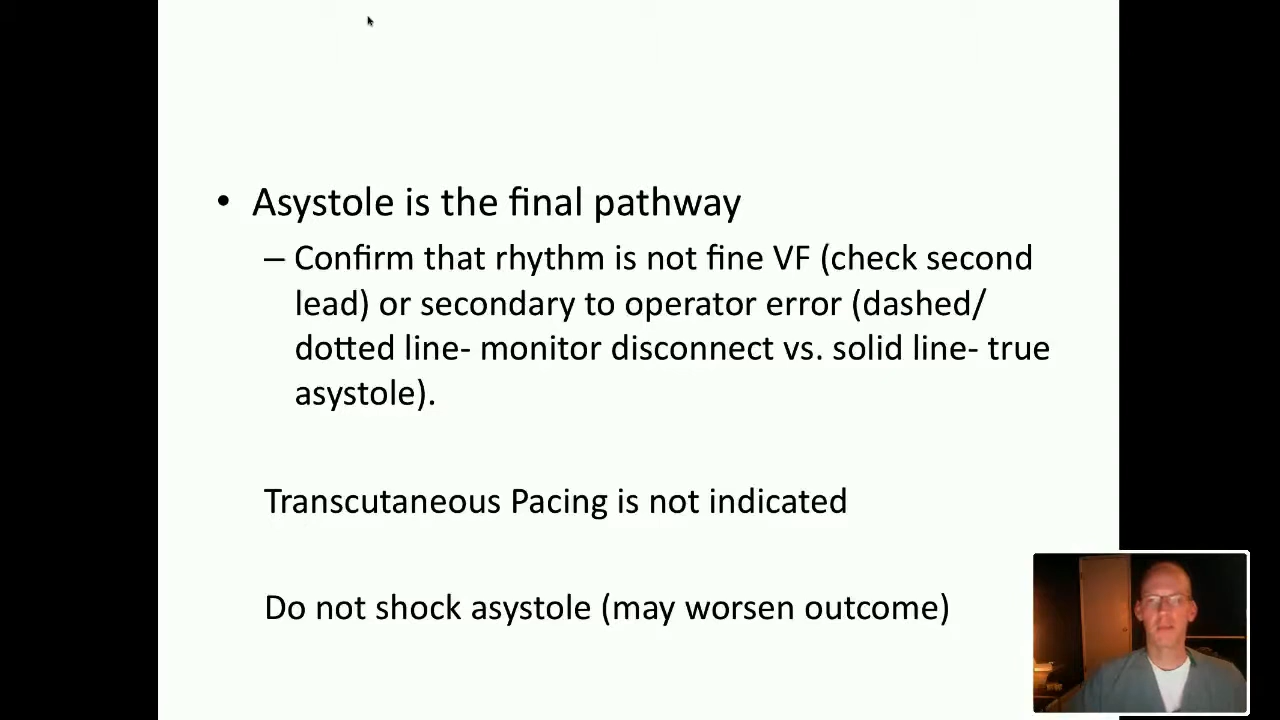 • Asystole is the final pathway
– Confirm that rhythm is not fine VF (check second
lead) or secondary to operator error (dashed/
dotted line- monitor disconnect vs. solid line- true
asystole).
Transcutaneous Pacing is not indicated
Do not shock asystole (may worsen outcome)